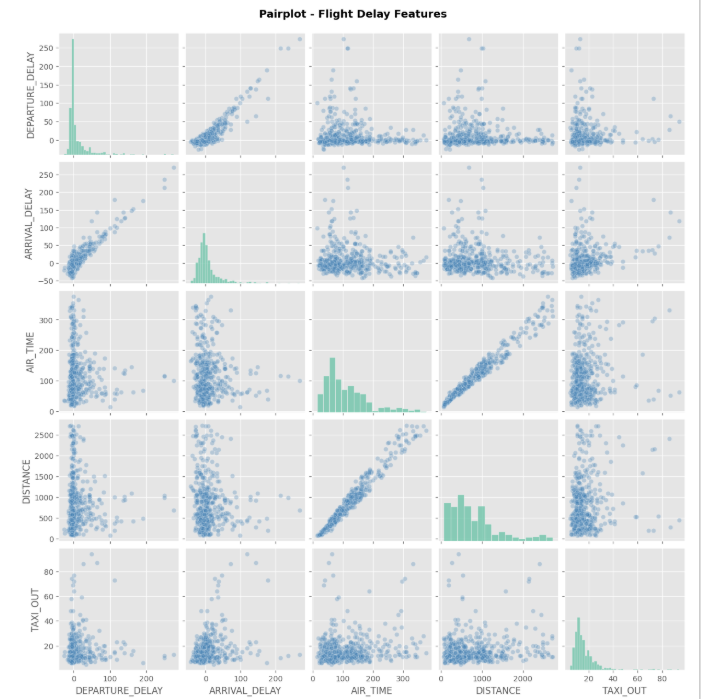 Pairplot - Flight Delay Features
DEPARTURE_DELAY
250
200
150
100
50
0
ARRIVAL_DELAY
250
200
150
100
50
0
−50
AIR_TIME
300
200
100
0
DISTANCE
2500
2000
1500
1000
500
0
TAXI_OUT
80
60
40
20
0 100 200
0 100 200
0 100 200 300
0 1000 2000
20 40 60 80
DEPARTURE_DELAY ARRIVAL_DELAY AIR_TIME DISTANCE TAXI_OUT